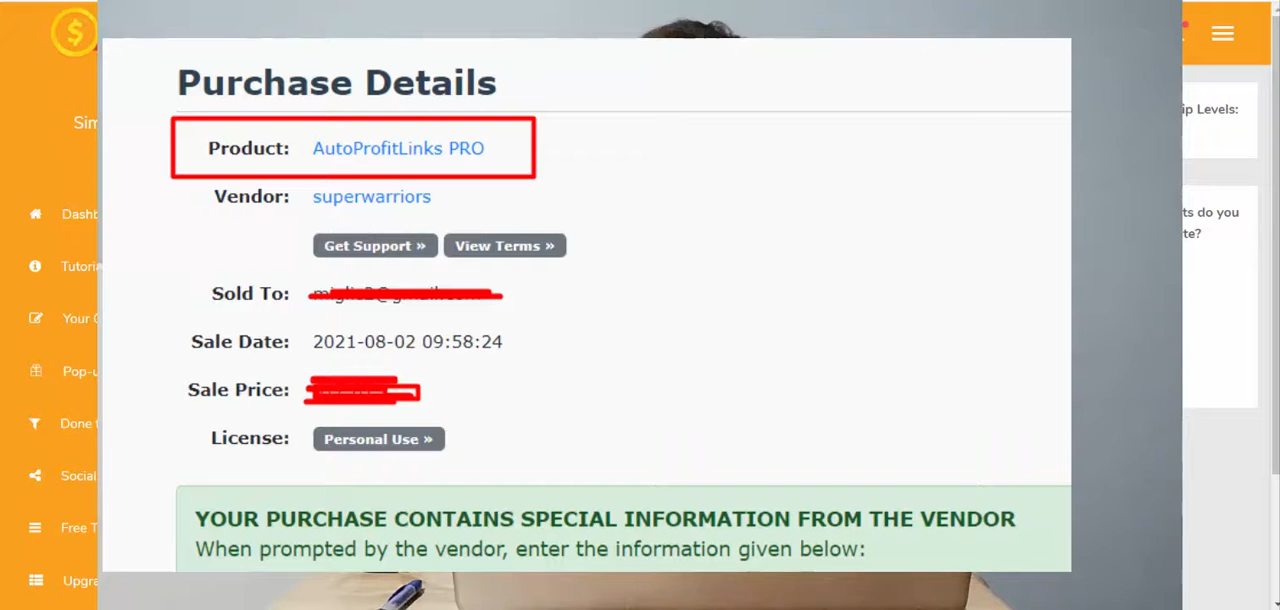 $
Sim
ip Levels:
Purchase Details
Product: AutoProfitLinks PRO
Vendor: superwarriors
Get Support » View Terms »
Sold To:
Sale Date: 2021-08-02 09:58:24
Sale Price:
License: Personal Use »
YOUR PURCHASE CONTAINS SPECIAL INFORMATION FROM THE VENDOR
When prompted by the vendor, enter the information given below:
Dashb
Tutoria
Your
Pop-u
Done
Social
Free T
Upgra
ts do you
te?